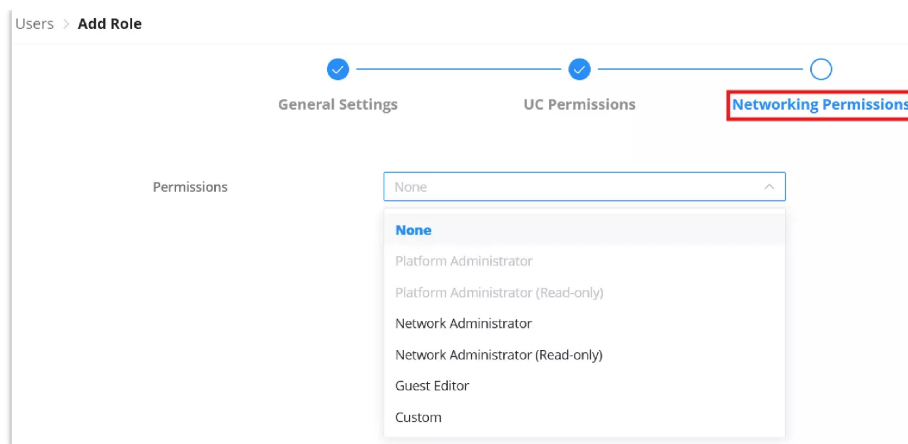 Users > Add Role
General Settings
UC Permissions
Networking Permissions
Permissions
None
None
Platform Administrator
Platform Administrator (Read-only)
Network Administrator
Network Administrator (Read-only)
Guest Editor
Custom